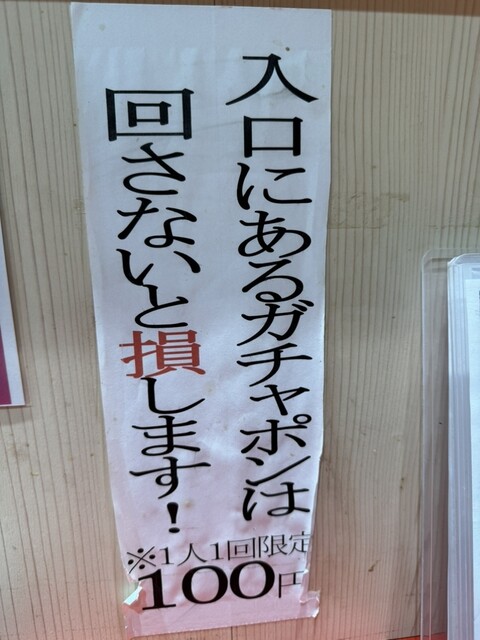 入口にあるガチャポンは
回さないと損します！
※1人1回限定
100円